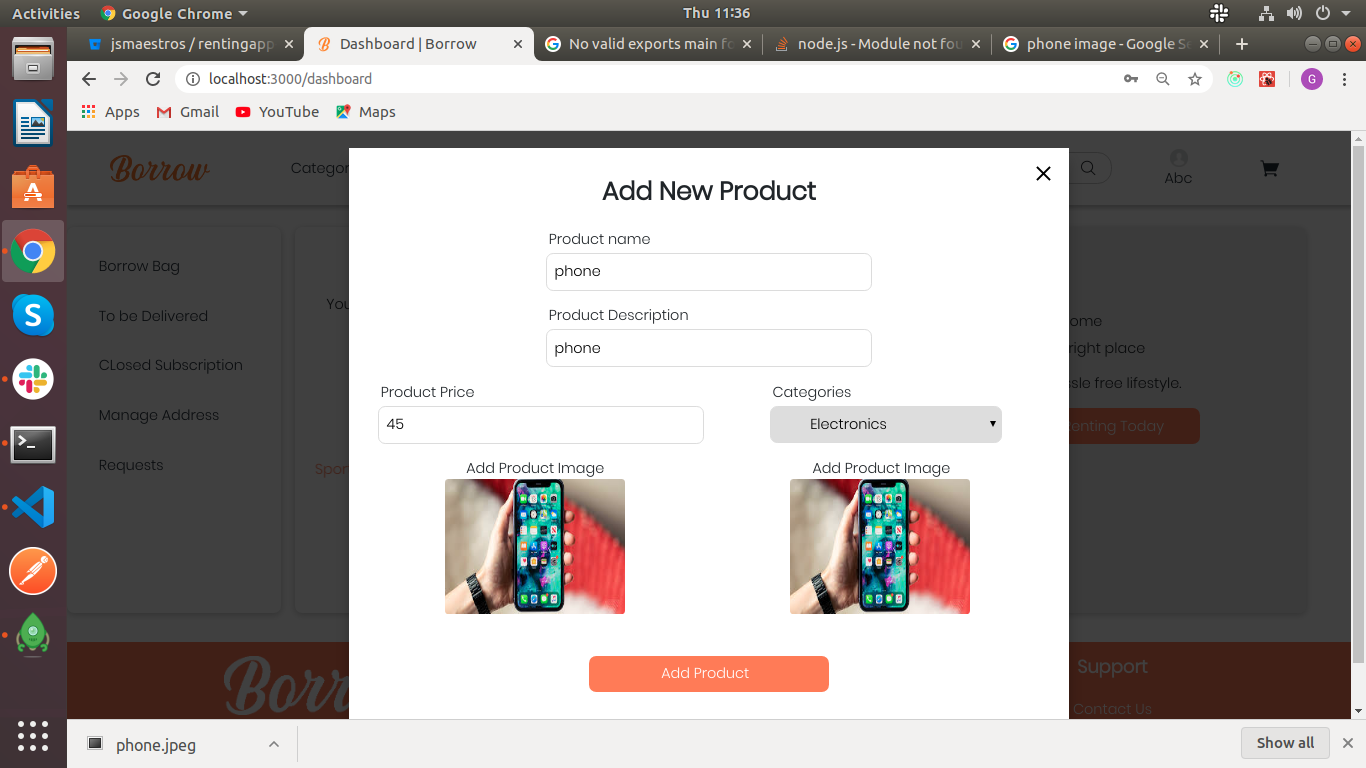 Activities
Google Chrome
Thu 11:36
jsmaestros / rentingapp
Dashboard | Borrow
No valid exports main fo
node.js - Module not fou
phone image - Google Se
localhost:3000/dashboard
G
Apps
Gmail
YouTube
Maps
Borrow
Categor
Abc
Add New Product
Product name
phone
Product Description
phone
Product Price
Categories
45
Electronics
Add Product Image
Add Product Image
Add Product
Borrow Bag
To be Delivered
CLosed Subscription
Manage Address
Requests
You
Spor
ome
right place
sle free lifestyle.
enting Today
Borr
Support
Contact Us
phone.jpeg
Show all